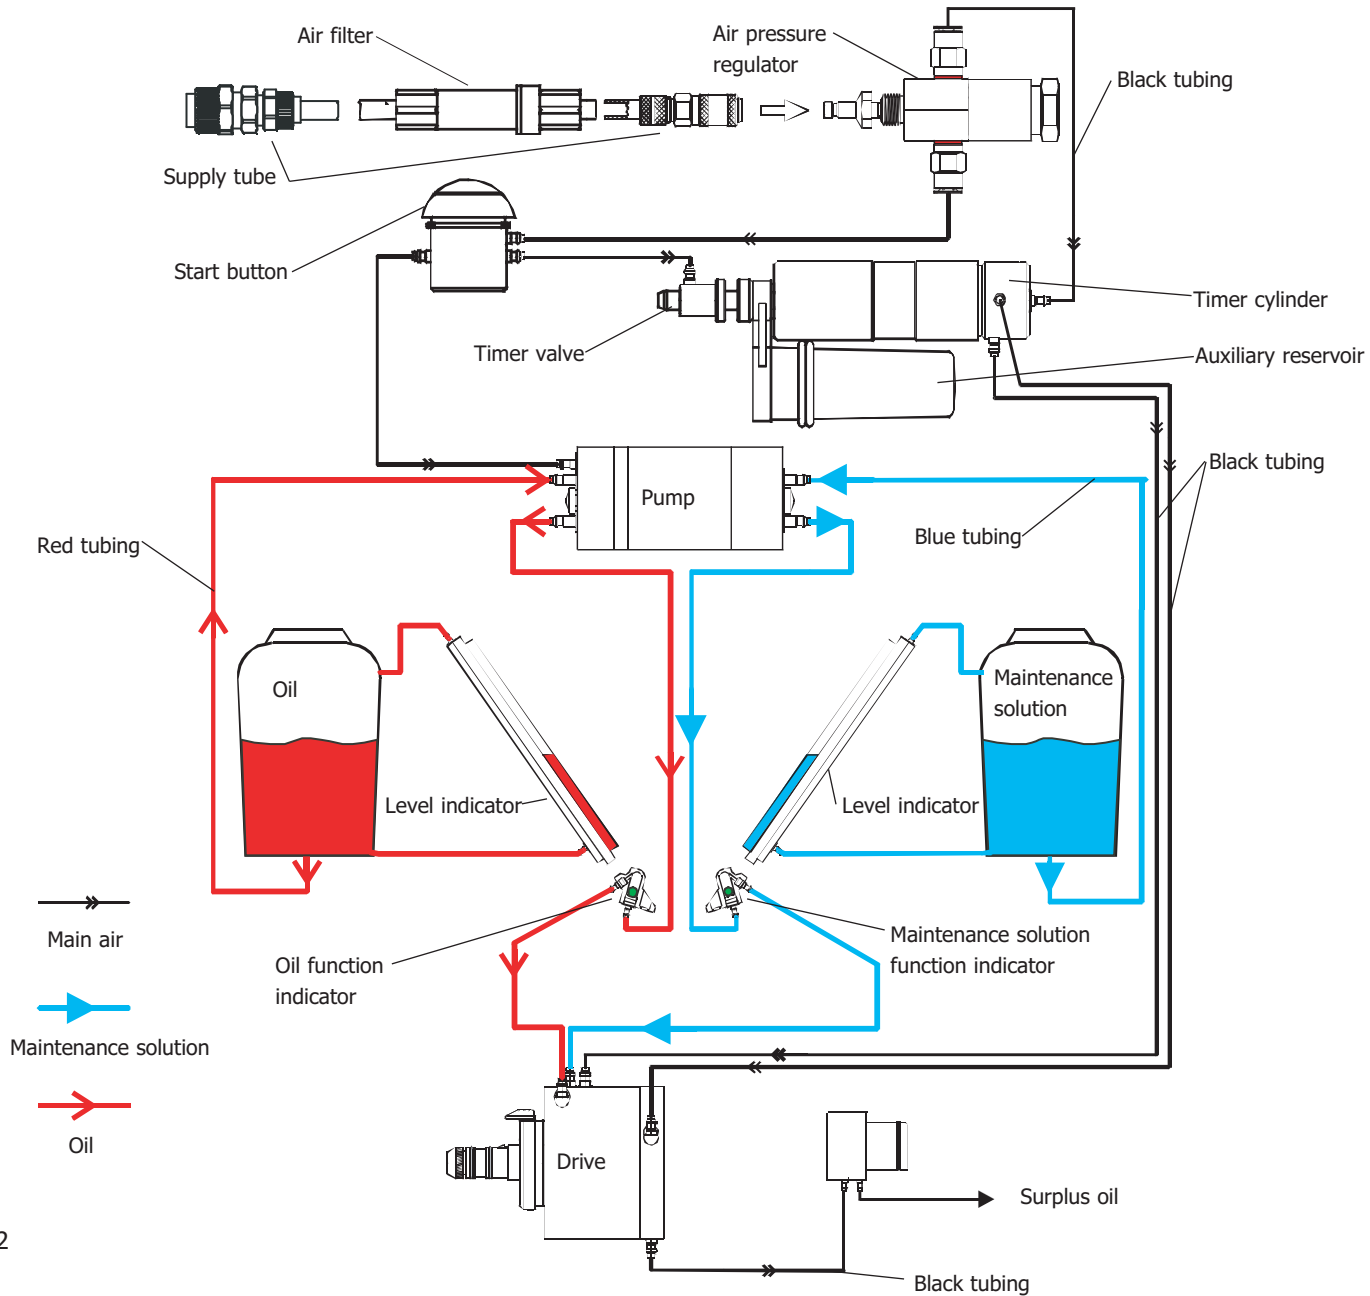 Air filter
Air pressure
regulator
Black tubing
Supply tube
Start button
Timer cylinder
Timer valve
Auxiliary reservoir
Black tubing
Pump
Blue tubing
Red tubing
Oil
Maintenance
solution
Level indicator
Level indicator
Main air
Oil function
indicator
Maintenance solution
function indicator
Maintenance solution
Oil
Drive
Surplus oil
2
Black tubing